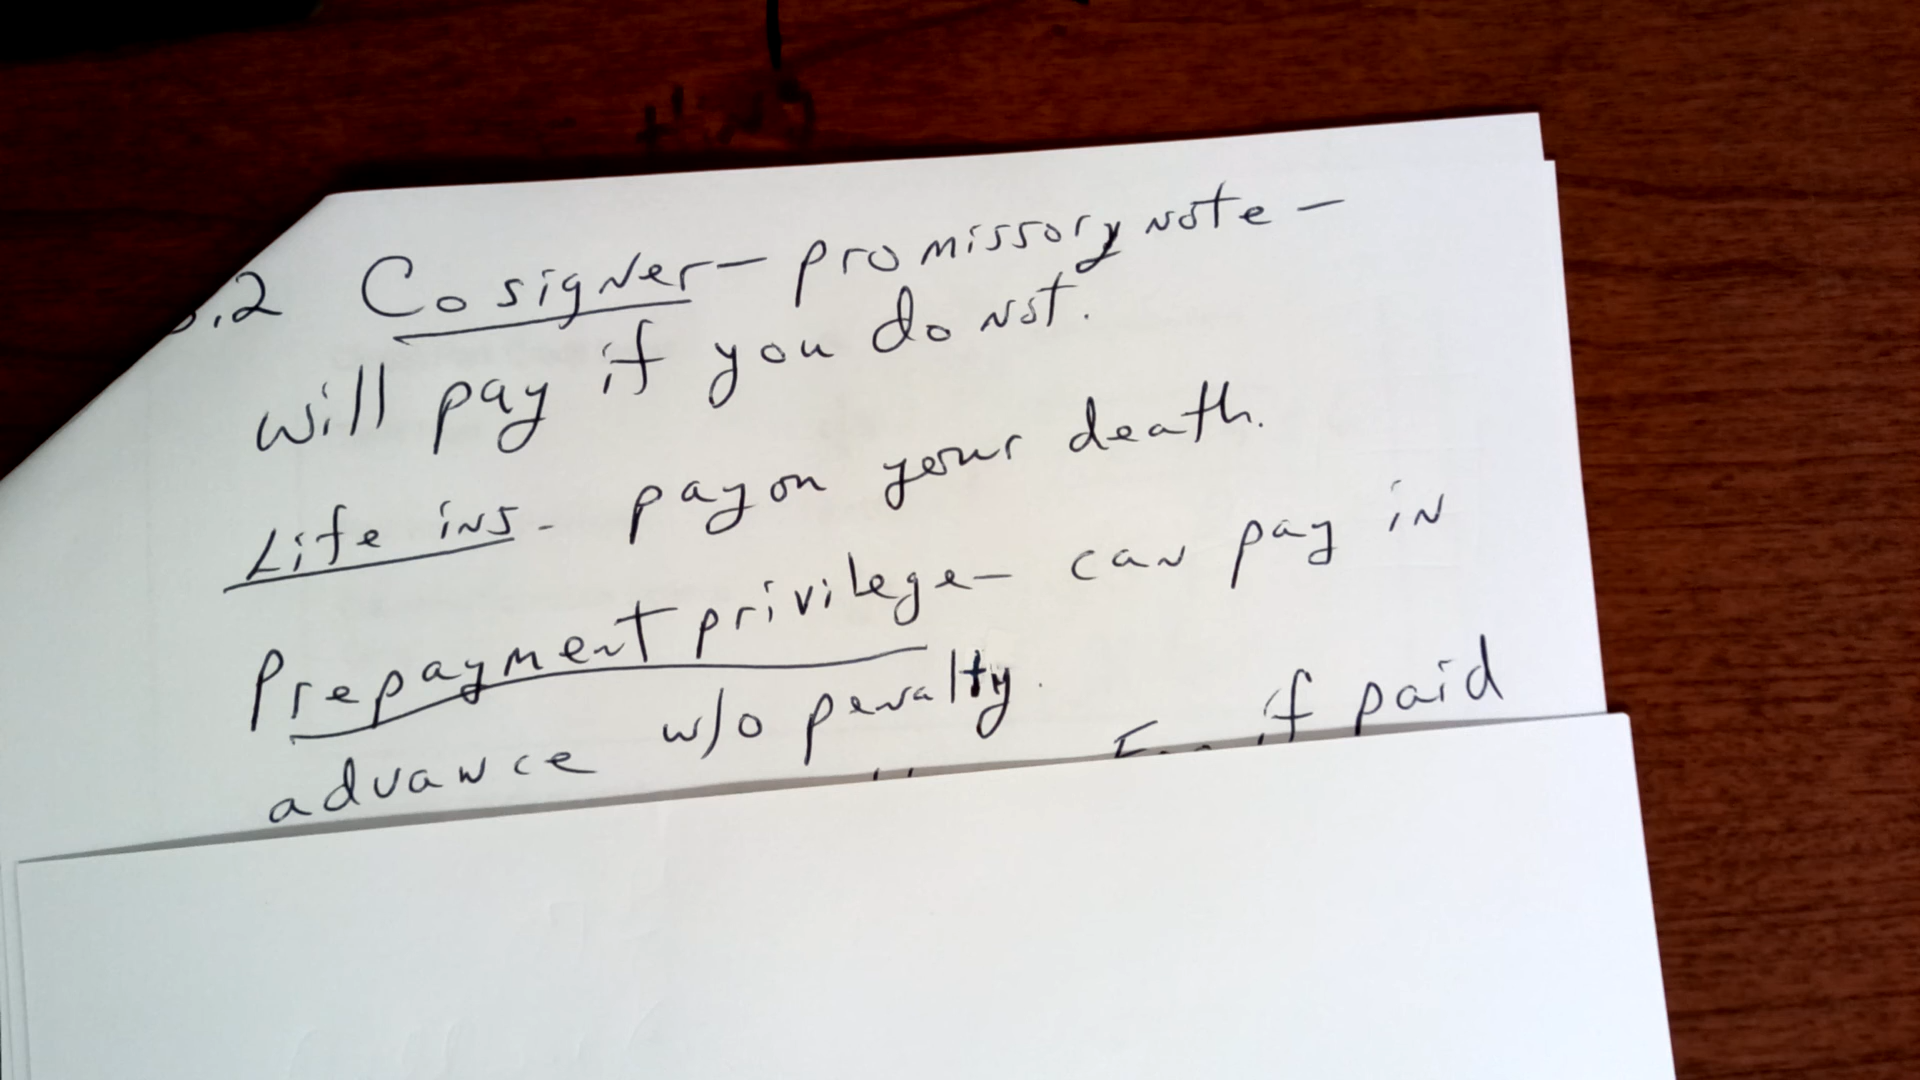 .2 Cosigner - promissory note -
will pay if you do not.
Life ins - pay on your death.
Prepayment privilege - can pay in
advance w/o penalty.
if paid